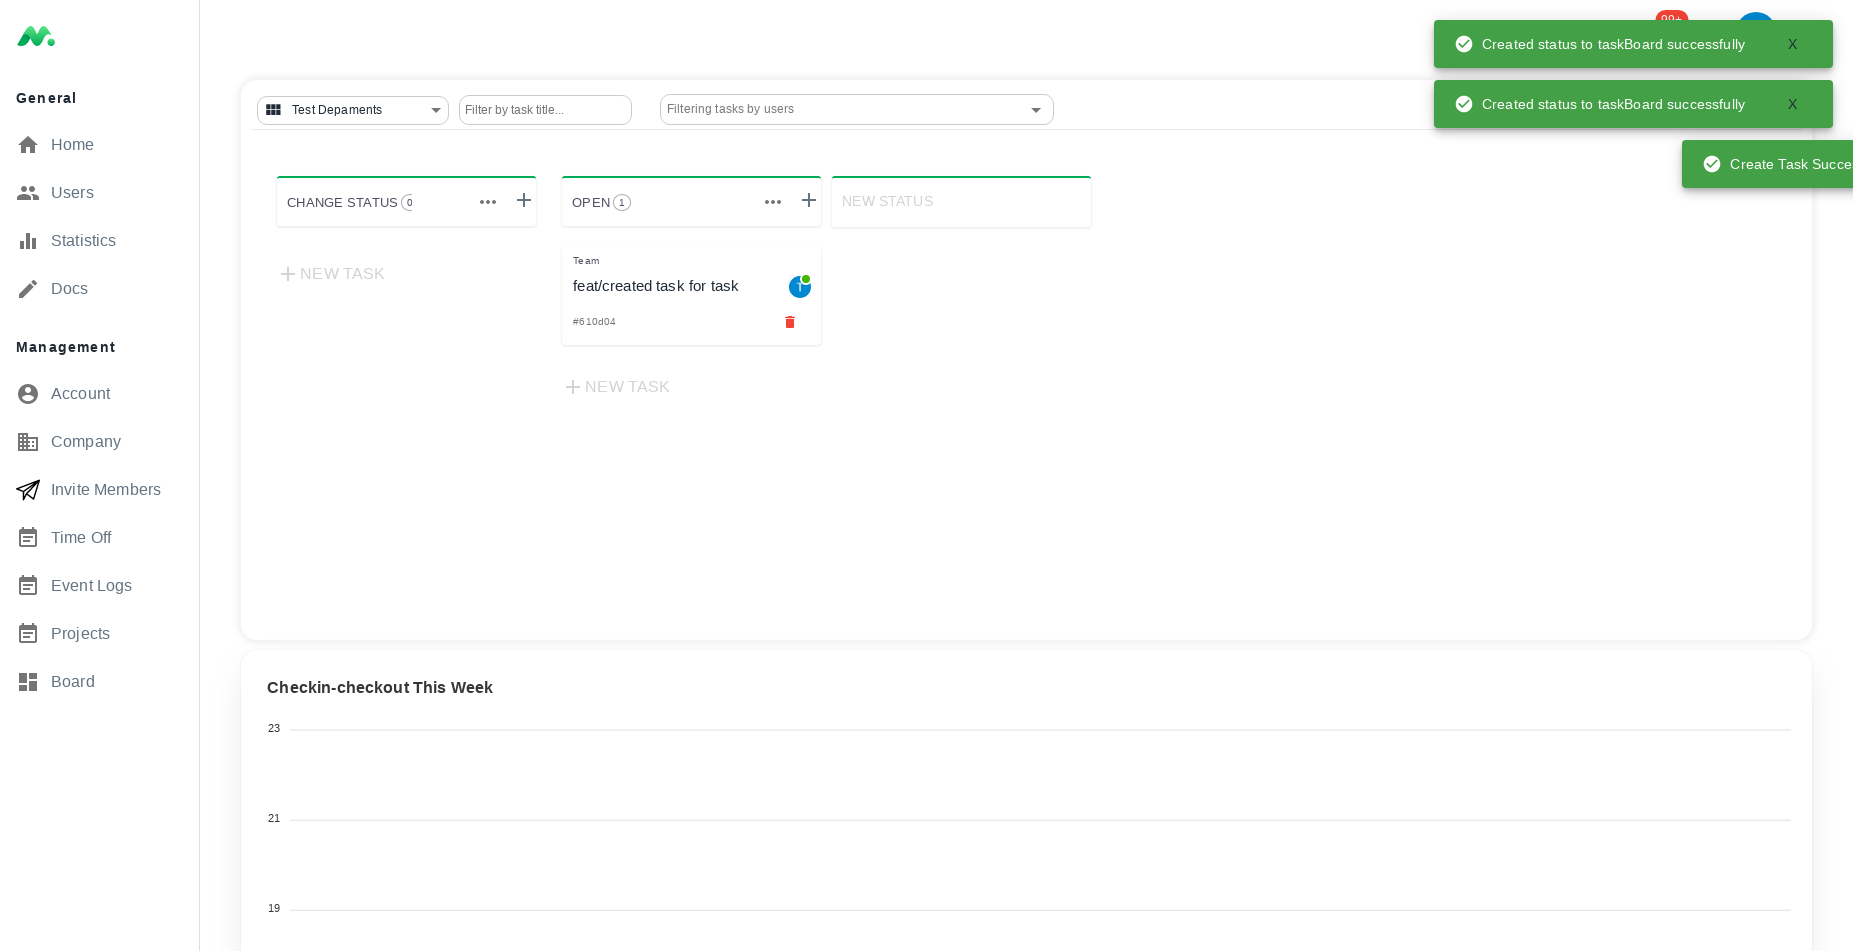 General
Home
Users
Statistics
Docs
Management
Account
Company
Invite Members
Time Off
Event Logs
Projects
Board
Test Depaments
Filter by task title...
Filtering tasks by users
Created status to taskBoard successfully X
Created status to taskBoard successfully X
Create Task Succes
CHANGE STATUS 0
OPEN 1
NEW STATUS
NEW TASK
Team
feat/created task for task
T
#610d04
NEW TASK
Checkin-checkout This Week
23
21
19